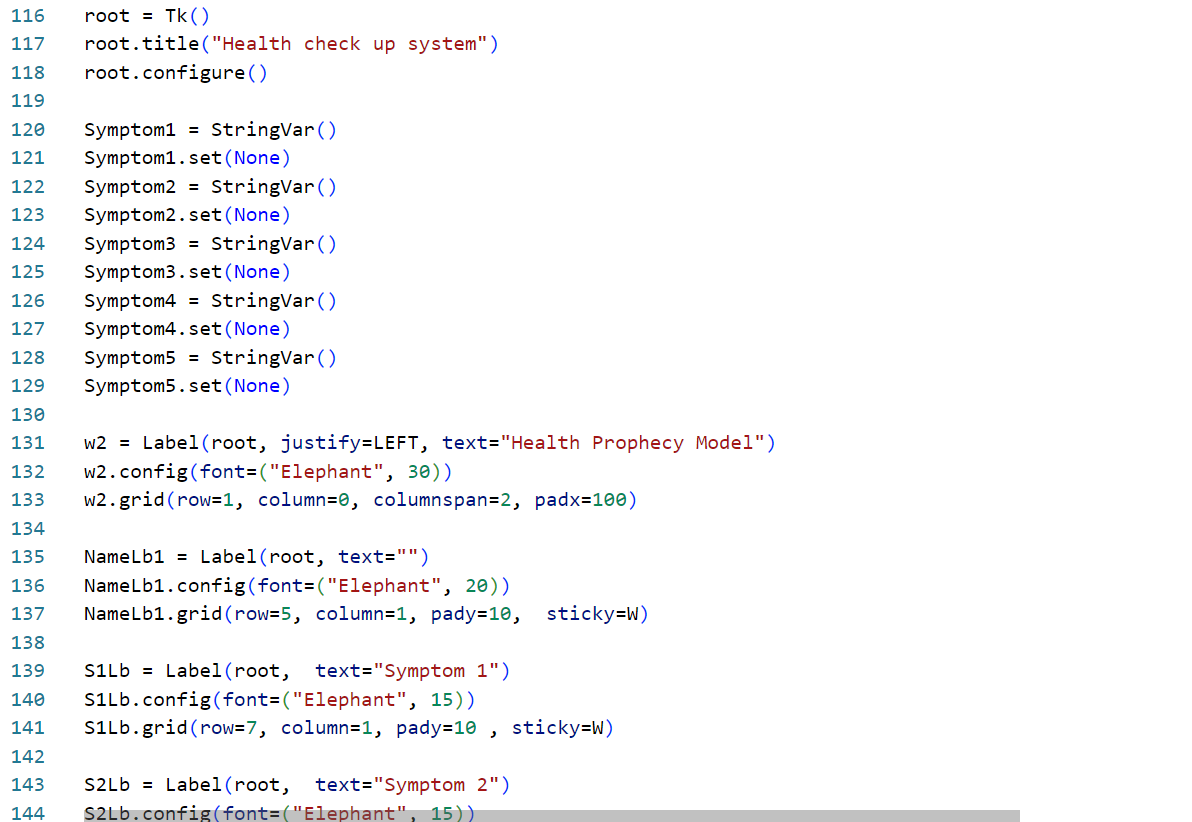 116 root = Tk()
117 root.title("Health check up system")
118 root.configure()
119
120 Symptom1 = StringVar()
121 Symptom1.set(None)
122 Symptom2 = StringVar()
123 Symptom2.set(None)
124 Symptom3 = StringVar()
125 Symptom3.set(None)
126 Symptom4 = StringVar()
127 Symptom4.set(None)
128 Symptom5 = StringVar()
129 Symptom5.set(None)
130
131 w2 = Label(root, justify=LEFT, text="Health Prophecy Model")
132 w2.config(font=("Elephant", 30))
133 w2.grid(row=1, column=0, columnspan=2, padx=100)
134
135 NameLb1 = Label(root, text="")
136 NameLb1.config(font=("Elephant", 20))
137 NameLb1.grid(row=5, column=1, pady=10,  sticky=W)
138
139 S1Lb = Label(root,  text="Symptom 1")
140 S1Lb.config(font=("Elephant", 15))
141 S1Lb.grid(row=7, column=1, pady=10 , sticky=W)
142
143 S2Lb = Label(root,  text="Symptom 2")
144 S2Lb.config(font=("Elephant", 15))